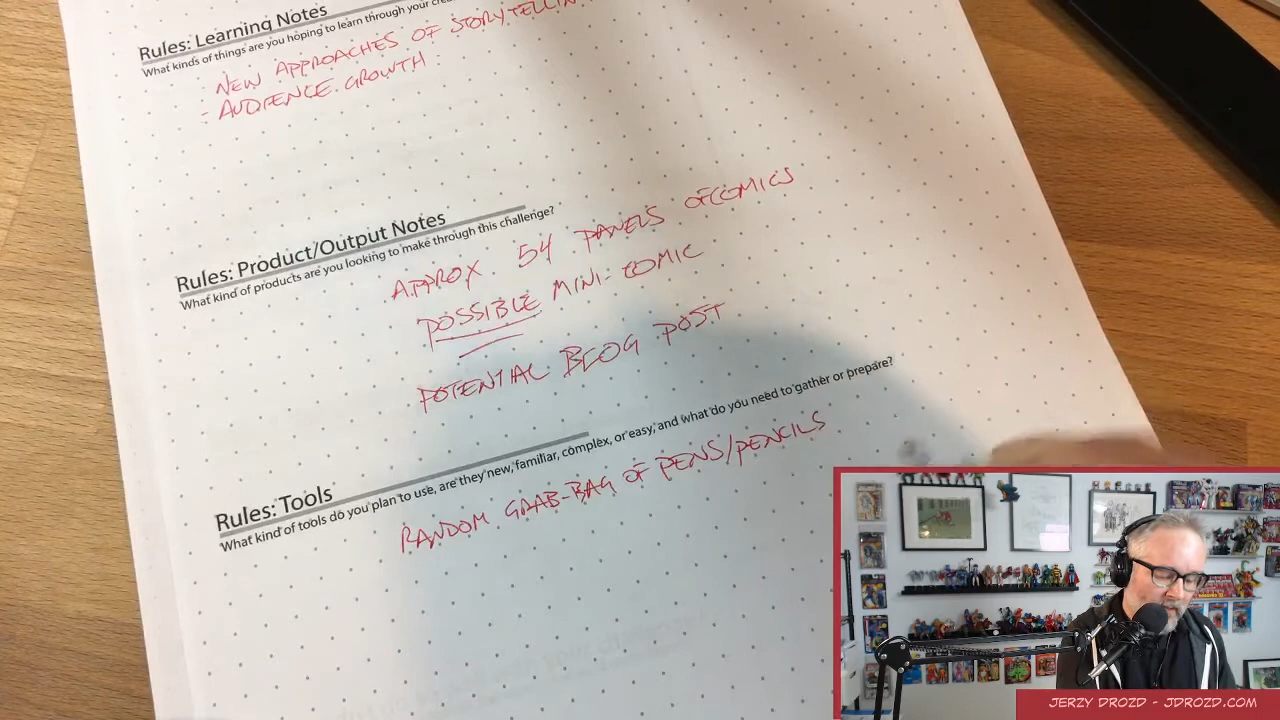 Rules: Learning Notes
What kinds of things are you hoping to learn through your
NEW APPROACHES OF STORYTELLIN
- AUDIENCE GROWTH
Rules: Product/Output Notes
What kind of products are you looking to make through this challenge?
APPROX 54 PANELS OF COMICS
POSSIBLE MINI-COMIC
POTENTIAL BLOG POST
Rules: Tools
What kind of tools do you plan to use, are they new, familiar, complex, or easy, and what do you need to gather or prepare?
RANDOM GRAB-BAG OF PENS/PENCILS
JERZY DROZD - JDROZD.COM